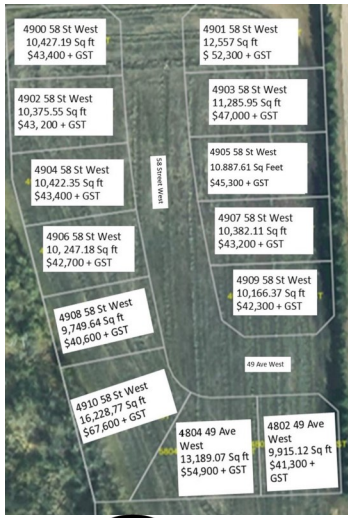 4900 58 St West
10,427.19 Sq ft
$43,400 + GST
4901 58 St West
12,557 Sq ft
$ 52,300 + GST
4902 58 St West
10,375.55 Sq ft
$43, 200 + GST
4903 58 St West
11,285.95 Sq ft
$47,000 + GST
58 Street West
4904 58 St West
10,422.35 Sq ft
$43,400 + GST
4905 58 St West
10.887.61 Sq Feet
$45,300 + GST
4906 58 St West
10, 247.18 Sq ft
$42,700 + GST
4907 58 St West
10,382.11 Sq ft
$43,200 + GST
4908 58 St West
9,749.64 Sq ft
$40,600 + GST
4909 58 St West
10,166.37 Sq ft
$42,300 + GST
49 Ave West
4910 58 St West
16,228,77 Sq ft
$67,600 + GST
4804 49 Ave
West
13,189.07 Sq ft
$54,900 + GST
4802 49 Ave
West
9,915.12 Sq ft
$41,300 +
GST